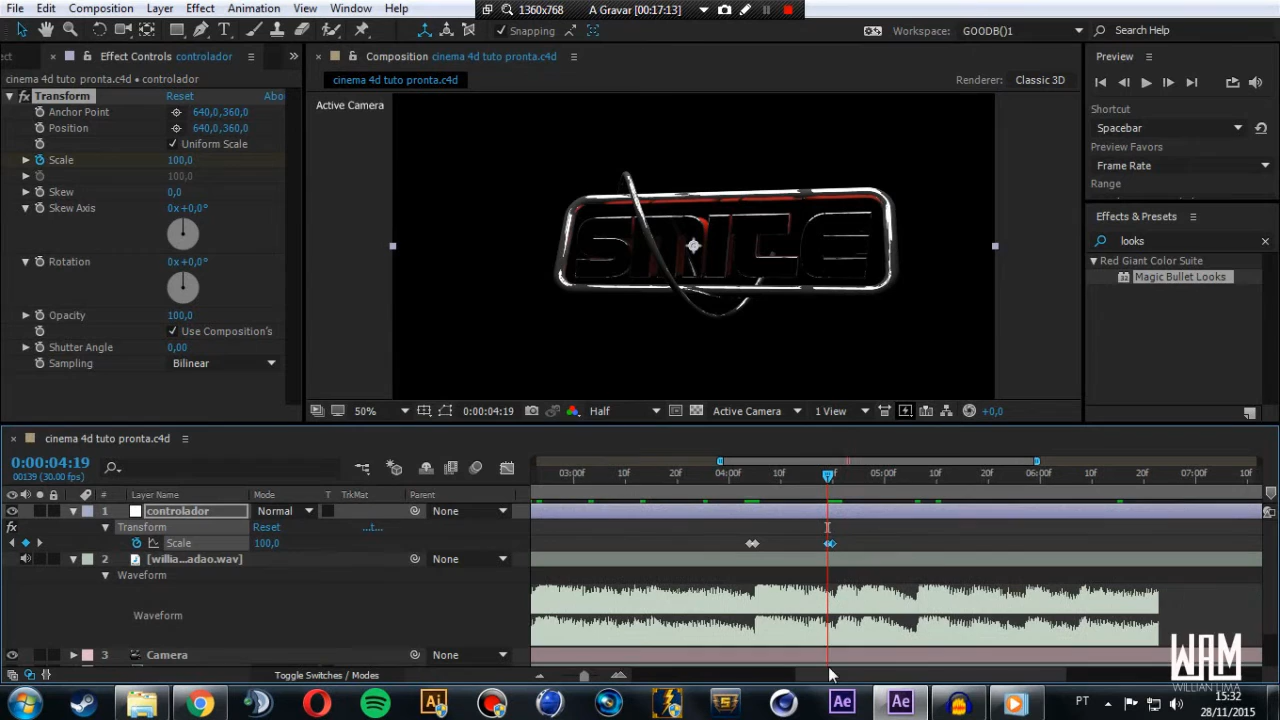 File Edit Composition Layer Effect Animation View Window Help
1360x768 A Gravar [00:17:13]
Snapping
Workspace: GOODB()1
Search Help
Effect Controls controlador
cinema 4d tuto pronta.c4d • controlador
fx Transform Reset Abo
Anchor Point 640,0,360,0
Position 640,0,360,0
Uniform Scale
Scale 100,0
100,0
Skew 0,0
Skew Axis 0x+0,0°
Rotation 0x+0,0°
Opacity 100,0
Use Composition's
Shutter Angle 0,00
Sampling Bilinear
Composition cinema 4d tuto pronta.c4d
cinema 4d tuto pronta.c4d
Renderer: Classic 3D
Active Camera
SMITE
50% 0:00:04:19 Half Active Camera 1 View +0,0
Preview
Shortcut
Spacebar
Preview Favors
Frame Rate
Range
Effects & Presets
looks
Red Giant Color Suite
Magic Bullet Looks
cinema 4d tuto pronta.c4d
0:00:04:19
00139 (30.00 fps)
03:00f 10f 20f 04:00f 10f 05:00f 10f 20f 06:00f 10f 20f 07:00f 10f
# Layer Name Mode T TrkMat Parent
1 controlador Normal None
Transform Reset ...t...
Scale 100,0
2 [willia...adao.wav] None
Waveform
Waveform
3 Camera None
Toggle Switches / Modes
WAM
WILLIAN LIMA
PT
15:32
28/11/2015